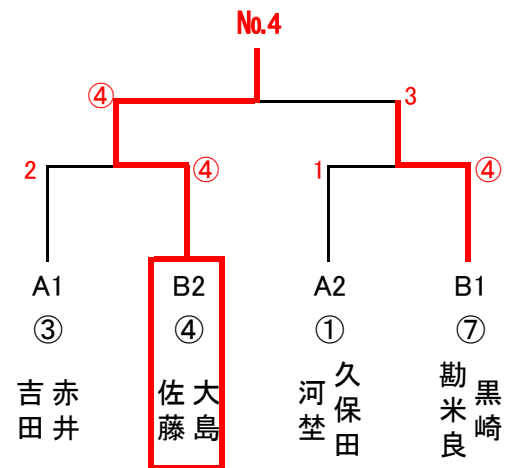 No.4
④ 3
2 ④ 1 ④
A1 B2 A2 B1
③ ④ ① ⑦
赤井
吉田
大島
佐藤
久保田
河埜
黒崎
勘米良